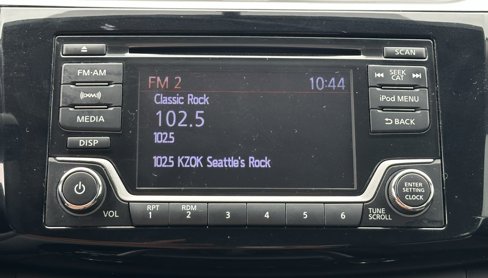 SCAN
FM·AM
SEEK
CAT
FM 2 10:44
Classic Rock
102.5
102.5
102.5 KZOK Seattle's Rock
((xm))
iPod MENU
MEDIA
BACK
DISP
VOL
RPT
1
RDM
2
3
4
5
6
TUNE
SCROLL
ENTER
SETTING
CLOCK